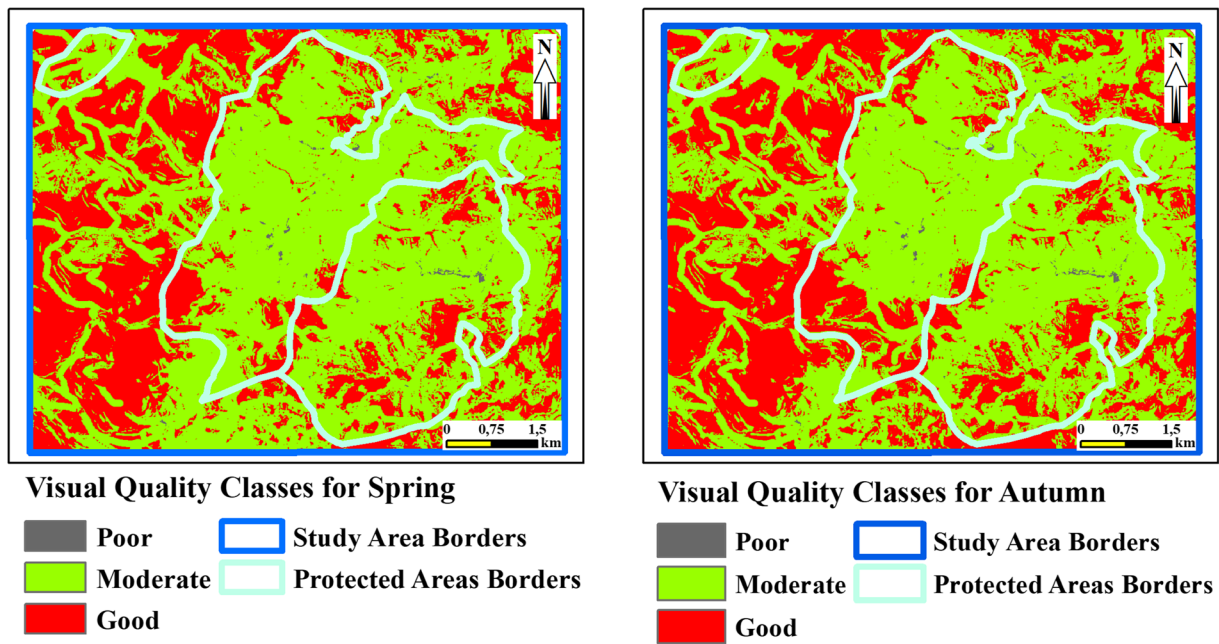 N
0 0,75 1,5
km
Visual Quality Classes for Spring
Poor
Moderate
Good
Study Area Borders
Protected Areas Borders
N
0 0,75 1,5
km
Visual Quality Classes for Autumn
Poor
Moderate
Good
Study Area Borders
Protected Areas Borders